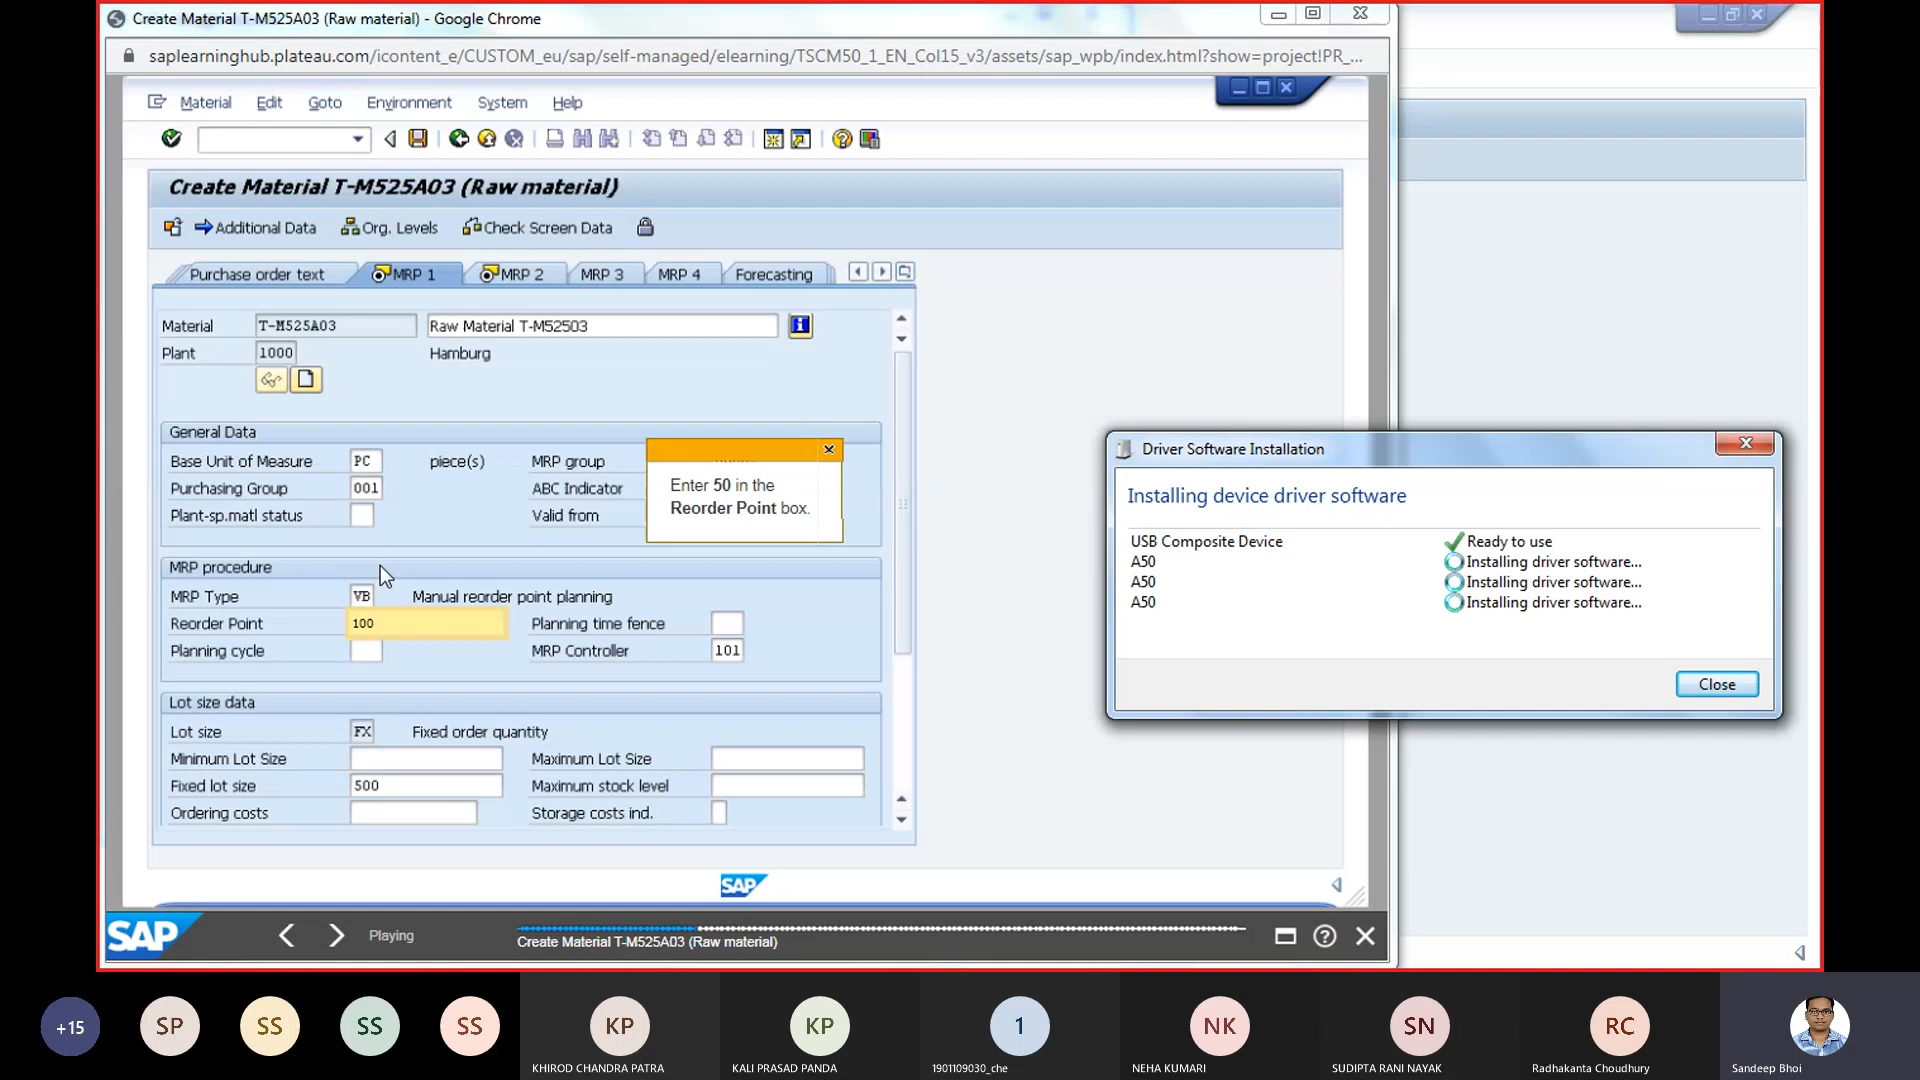 Create Material T-M525A03 (Raw material) - Google Chrome
saplearninghub.plateau.com/icontent_e/CUSTOM_eu/sap/self-managed/elearning/TSCM50_1_EN_Col15_v3/assets/sap_wpb/index.html?show=project!PR_...
Material Edit Goto Environment System Help
Create Material T-M525A03 (Raw material)
Additional Data Org. Levels Check Screen Data
Purchase order text MRP 1 MRP 2 MRP 3 MRP 4 Forecasting
Material T-M525A03 Raw Material T-M52503
Plant 1000 Hamburg
General Data
Base Unit of Measure PC piece(s) MRP group
Purchasing Group 001 ABC Indicator
Plant-sp.matl status Valid from
Enter 50 in the
Reorder Point box.
MRP procedure
MRP Type VB Manual reorder point planning
Reorder Point 100 Planning time fence
Planning cycle MRP Controller 101
Lot size data
Lot size FX Fixed order quantity
Minimum Lot Size Maximum Lot Size
Fixed lot size 500 Maximum stock level
Ordering costs Storage costs ind.
SAP
SAP Playing Create Material T-M525A03 (Raw material)
Driver Software Installation
Installing device driver software
USB Composite Device Ready to use
A50 Installing driver software...
A50 Installing driver software...
A50 Installing driver software...
Close
+15 SP SS SS SS KP KP 1 NK SN RC
KHIROD CHANDRA PATRA KALI PRASAD PANDA 1901109030_che NEHA KUMARI SUDIPTA RANI NAYAK Radhakanta Choudhury Sandeep Bhoi